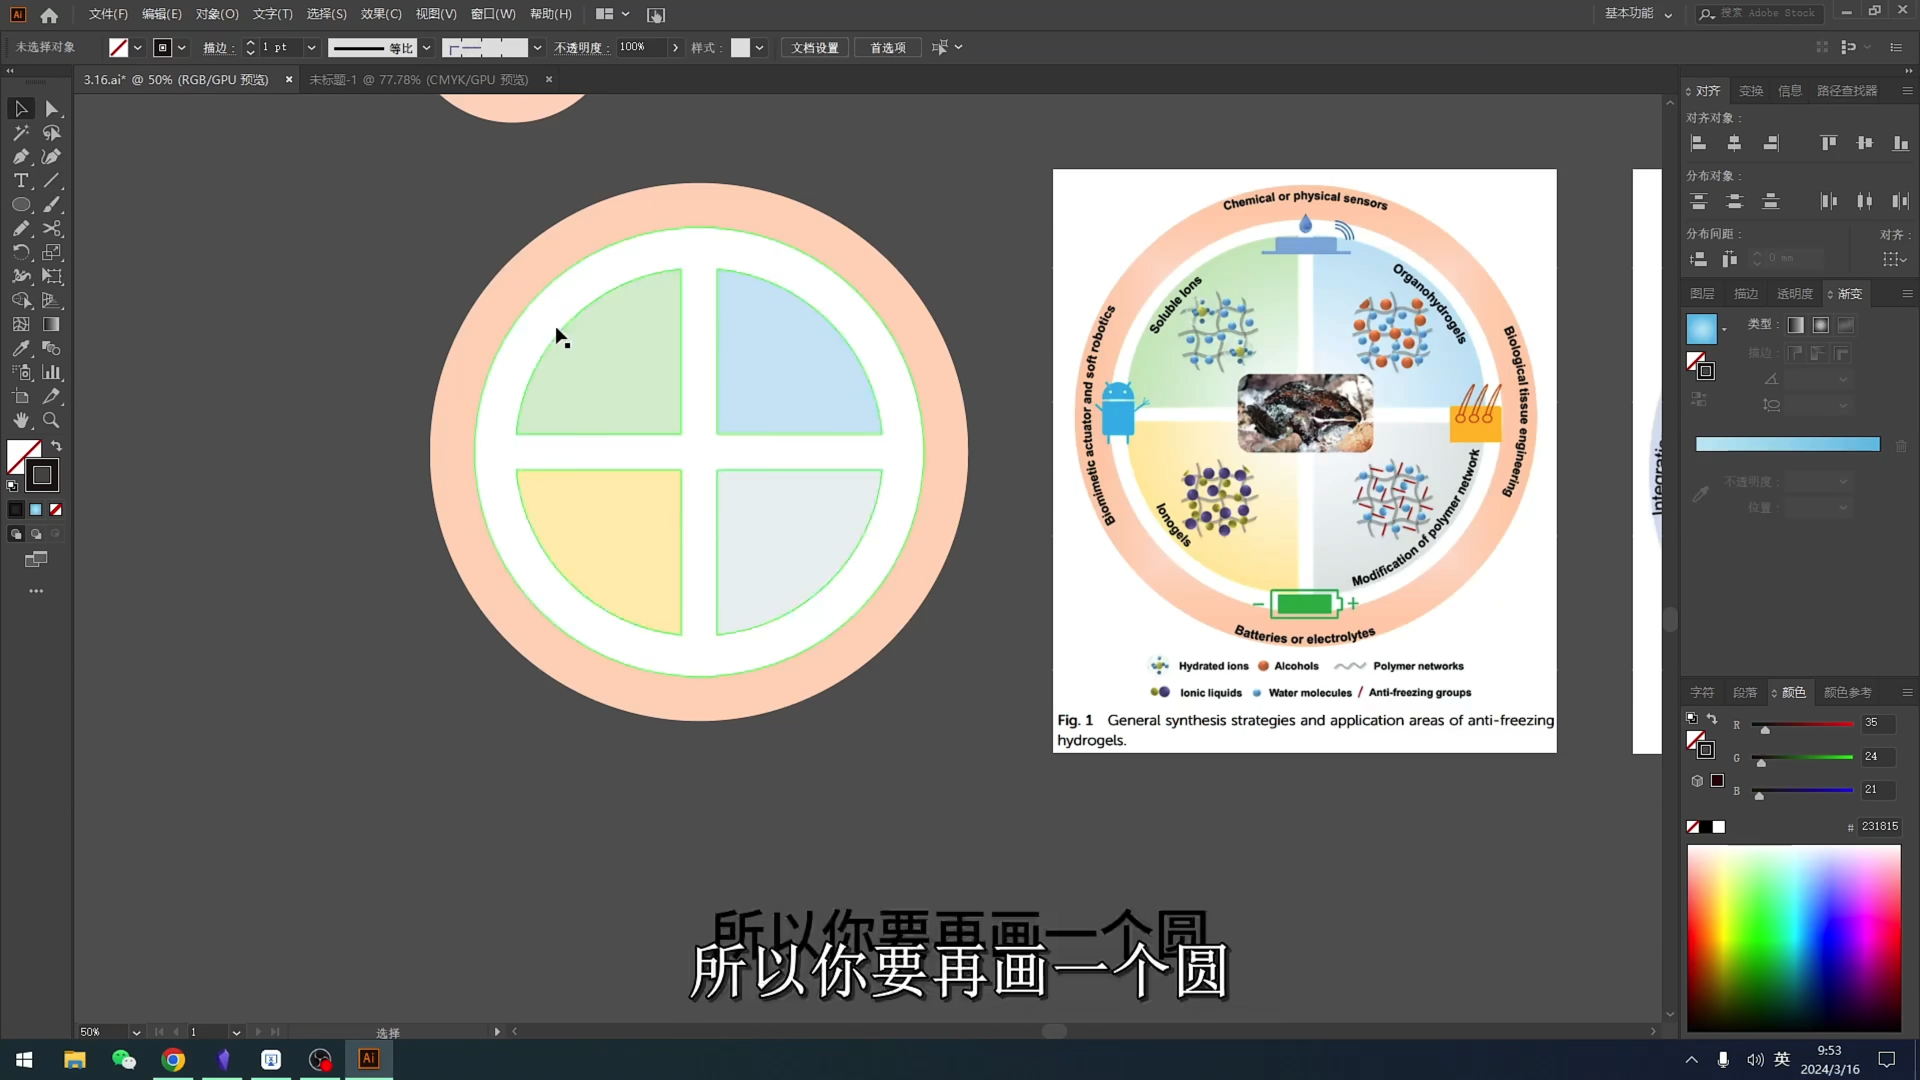 Ai 文件(F) 编辑(E) 对象(O) 文字(T) 选择(S) 效果(C) 视图(V) 窗口(W) 帮助(H) 基本功能 搜索 Adobe Stock
未选择对象 描边： 1 pt 等比 不透明度： 100% 样式： 文档设置 首选项
3.16.ai* @ 50% (RGB/GPU 预览) × 未标题-1 @ 77.78% (CMYK/GPU 预览) ×
对齐 变换 信息 路径查找器
对齐对象：
分布对象：
分布间距： 对齐：
0 mm
图层 描边 透明度 渐变
类型：
描边：
不透明度：
位置：
Chemical or physical sensors
Soluble Ions
Organohydrogels
Biomimetic actuator and soft robotics
Biological tissue engineering
Ionogels
Modification of polymer network
− +
Batteries or electrolytes
Hydrated ions Alcohols Polymer networks
Ionic liquids Water molecules Anti-freezing groups
Fig. 1 General synthesis strategies and application areas of anti-freezing
hydrogels.
Integratio
字符 段落 颜色 颜色参考
R 35
G 24
B 21
# 231815
所以你要再画一个圆
所以你要再画一个圆
50% 1 选择
Ai
英
9:53
2024/3/16